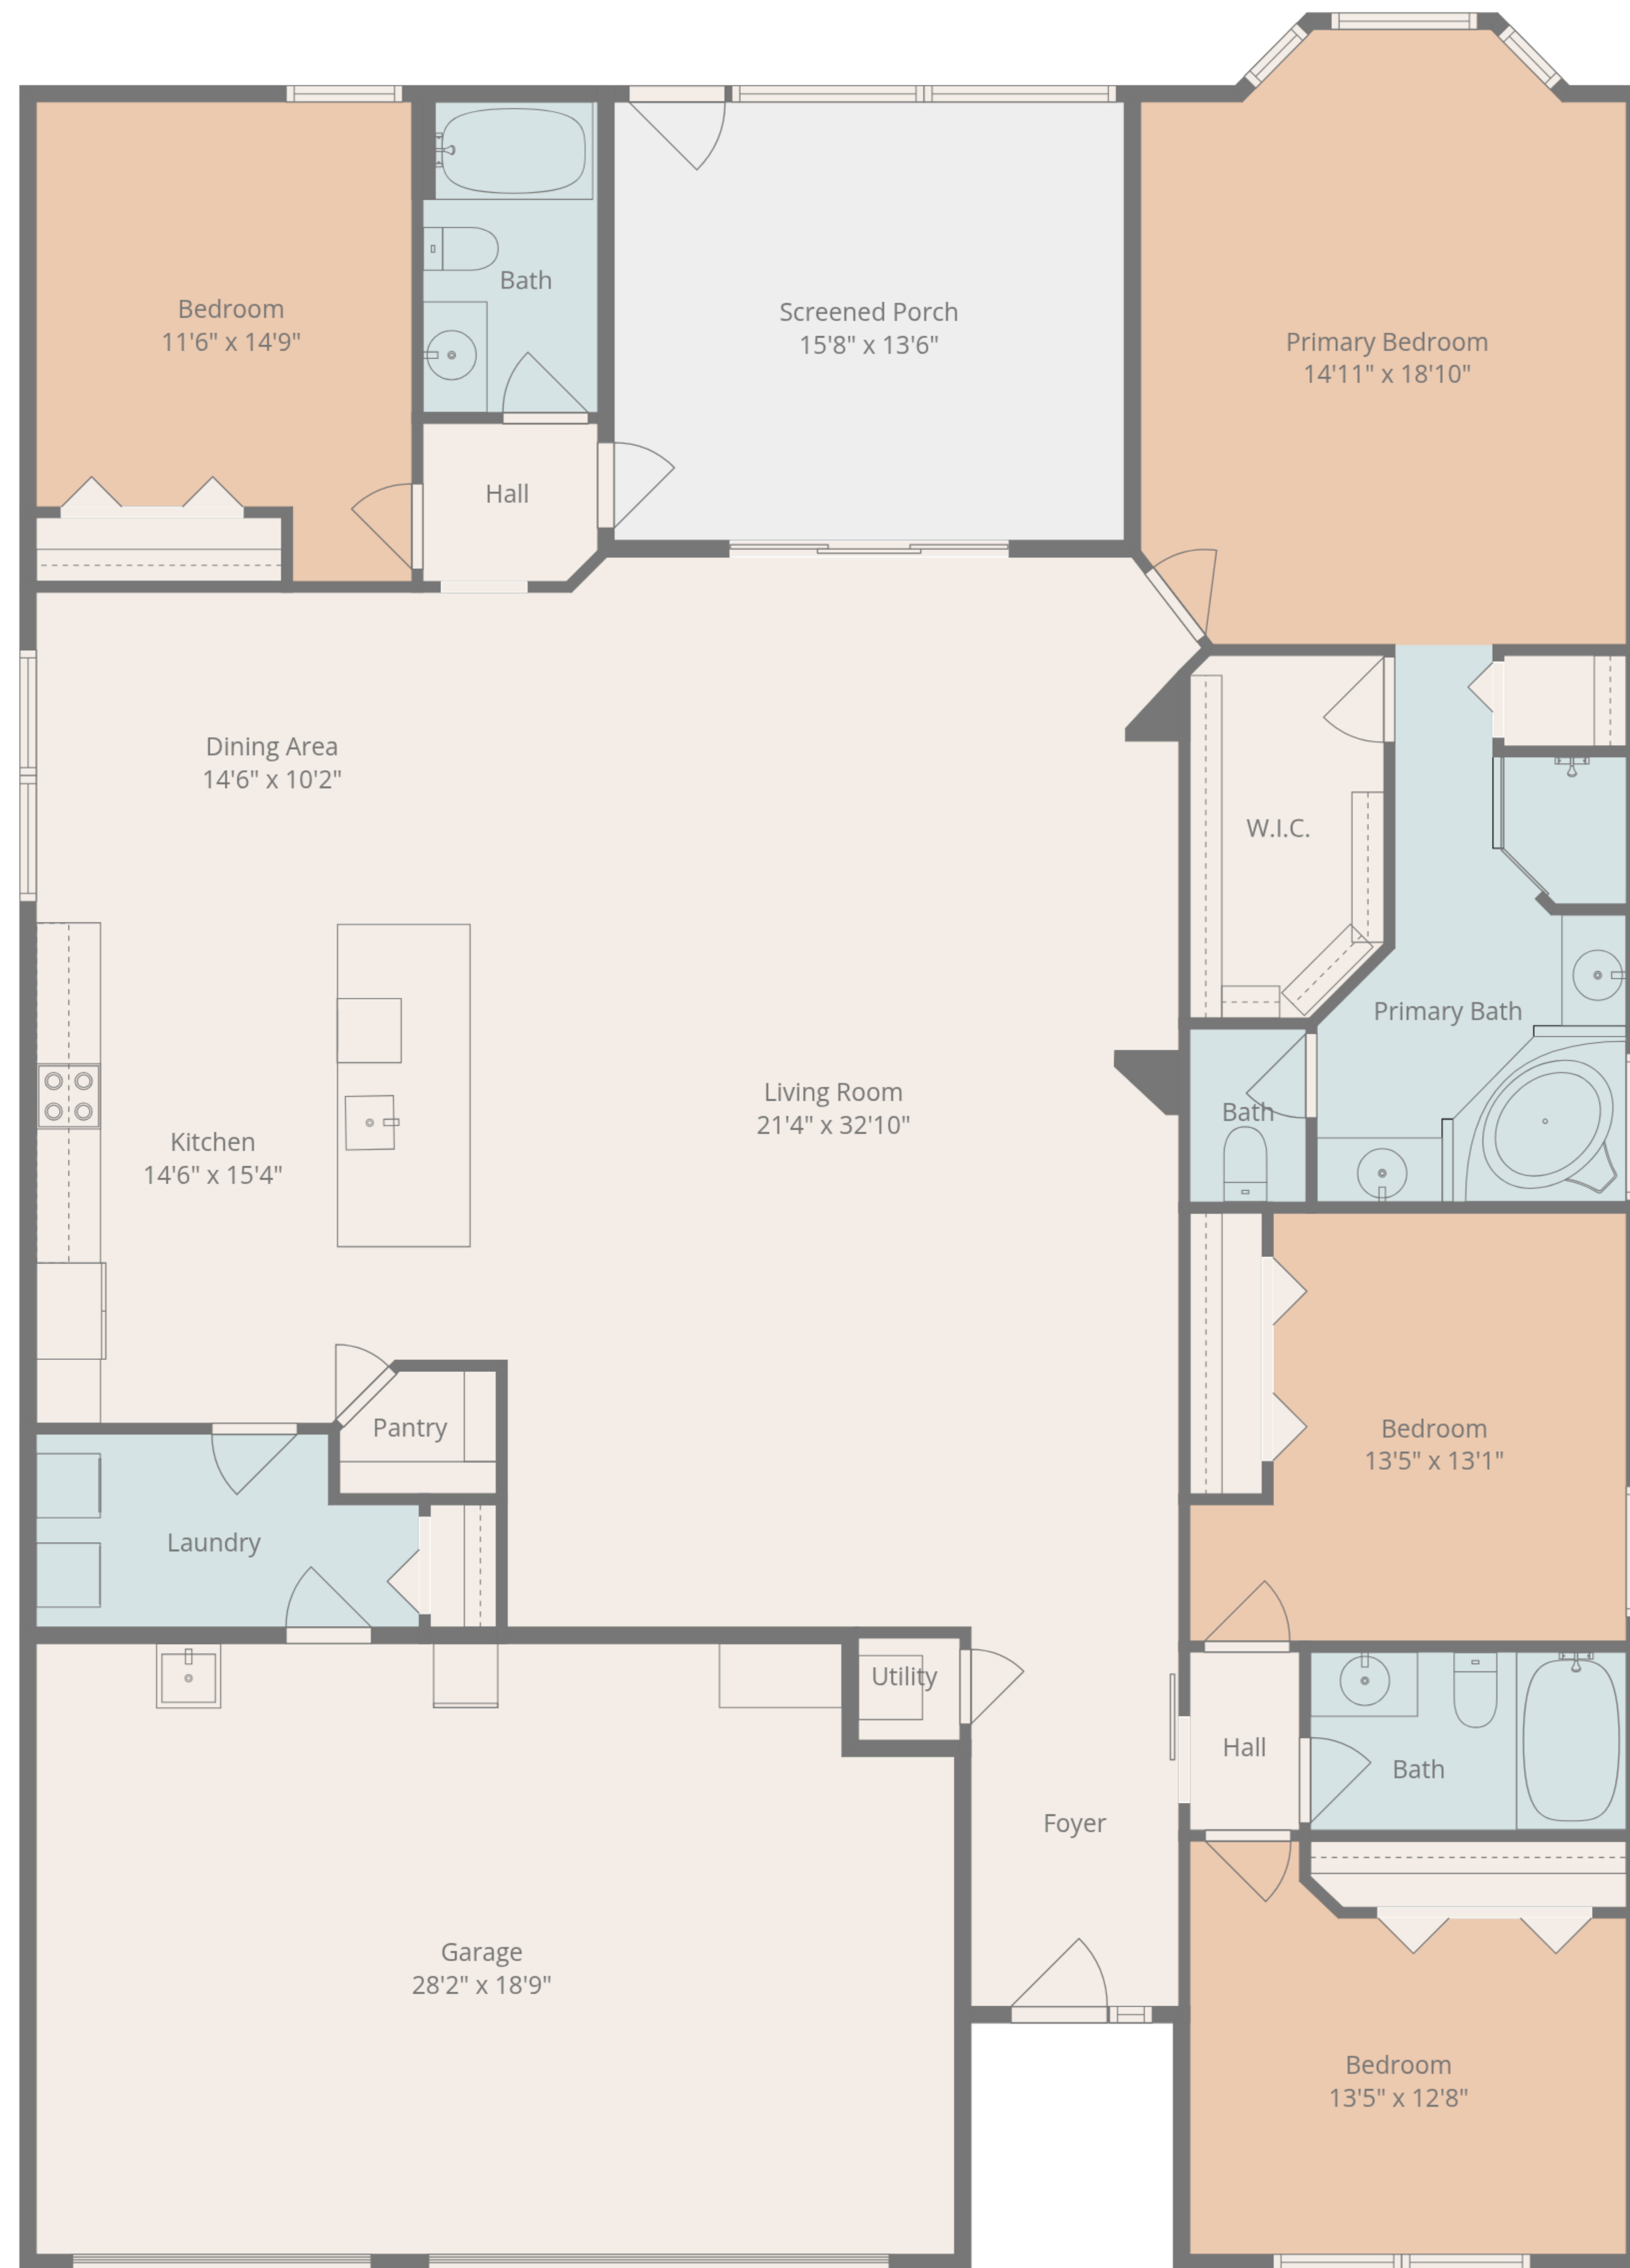 Bedroom
11'6" x 14'9"
Bath
Screened Porch
15'8" x 13'6"
Primary Bedroom
14'11" x 18'10"
Hall
Dining Area
14'6" x 10'2"
W.I.C.
Primary Bath
Living Room
21'4" x 32'10"
Bath
Kitchen
14'6" x 15'4"
Pantry
Bedroom
13'5" x 13'1"
Laundry
Utility
Hall
Bath
Foyer
Garage
28'2" x 18'9"
Bedroom
13'5" x 12'8"